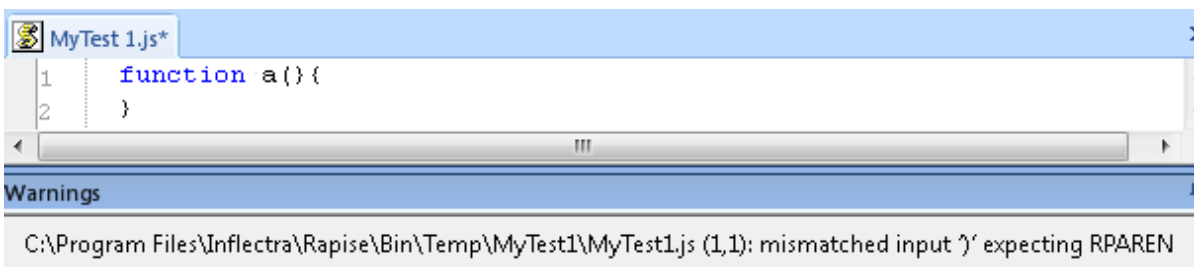 MyTest 1.js*
1 function a(){
2 }
Warnings
C:\Program Files\Inflectra\Rapise\Bin\Temp\MyTest1\MyTest1.js (1,1): mismatched input ')' expecting RPAREN